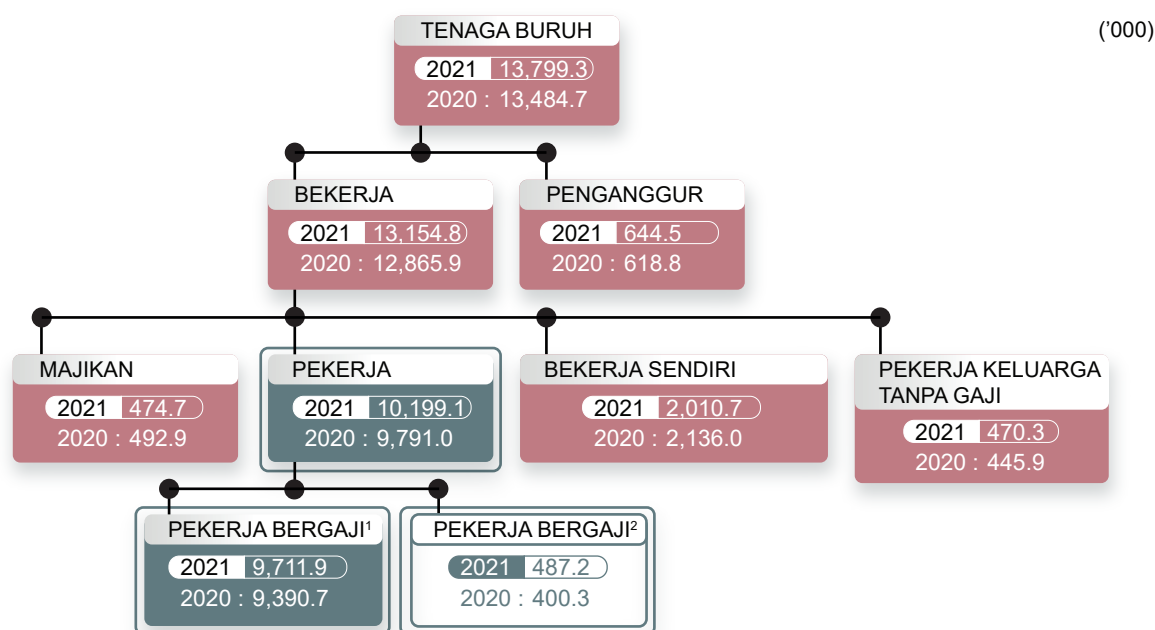 ('000)
TENAGA BURUH
2021 13,799.3
2020 : 13,484.7
BEKERJA
2021 13,154.8
2020 : 12,865.9
PENGANGGUR
2021 644.5
2020 : 618.8
MAJIKAN
2021 474.7
2020 : 492.9
PEKERJA
2021 10,199.1
2020 : 9,791.0
BEKERJA SENDIRI
2021 2,010.7
2020 : 2,136.0
PEKERJA KELUARGA
TANPA GAJI
2021 470.3
2020 : 445.9
PEKERJA BERGAJI¹
2021 9,711.9
2020 : 9,390.7
PEKERJA BERGAJI²
2021 487.2
2020 : 400.3